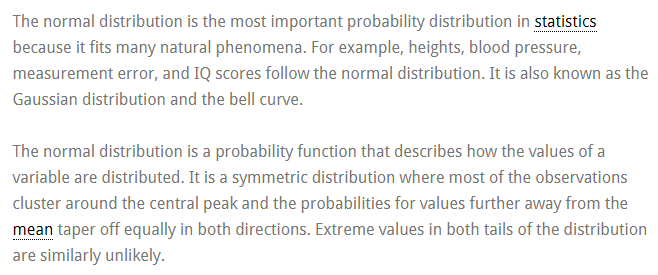 The normal distribution is the most important probability distribution in statistics
because it fits many natural phenomena. For example, heights, blood pressure,
measurement error, and IQ scores follow the normal distribution. It is also known as the
Gaussian distribution and the bell curve.
The normal distribution is a probability function that describes how the values of a
variable are distributed. It is a symmetric distribution where most of the observations
cluster around the central peak and the probabilities for values further away from the
mean taper off equally in both directions. Extreme values in both tails of the distribution
are similarly unlikely.